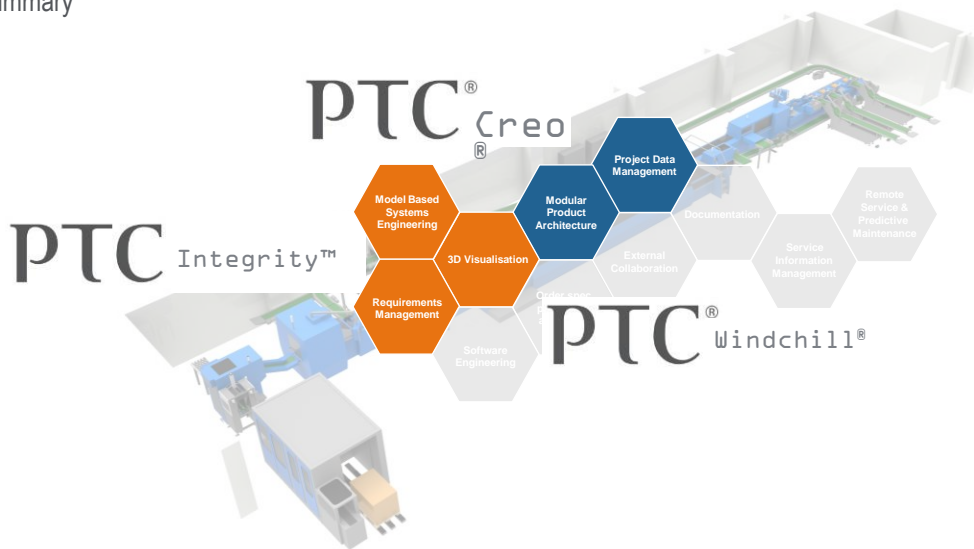 PTC®
Creo
®
Project Data
Management
Model Based
Systems
Engineering
Modular
Product
Architecture
Documentation
Remote
Service &
Predictive
Maintenance
PTC Integrity™
3D Visualisation
External
Collaboration
Service
Information
Management
Requirements
Management
PTC® Windchill®
Software
Engineering